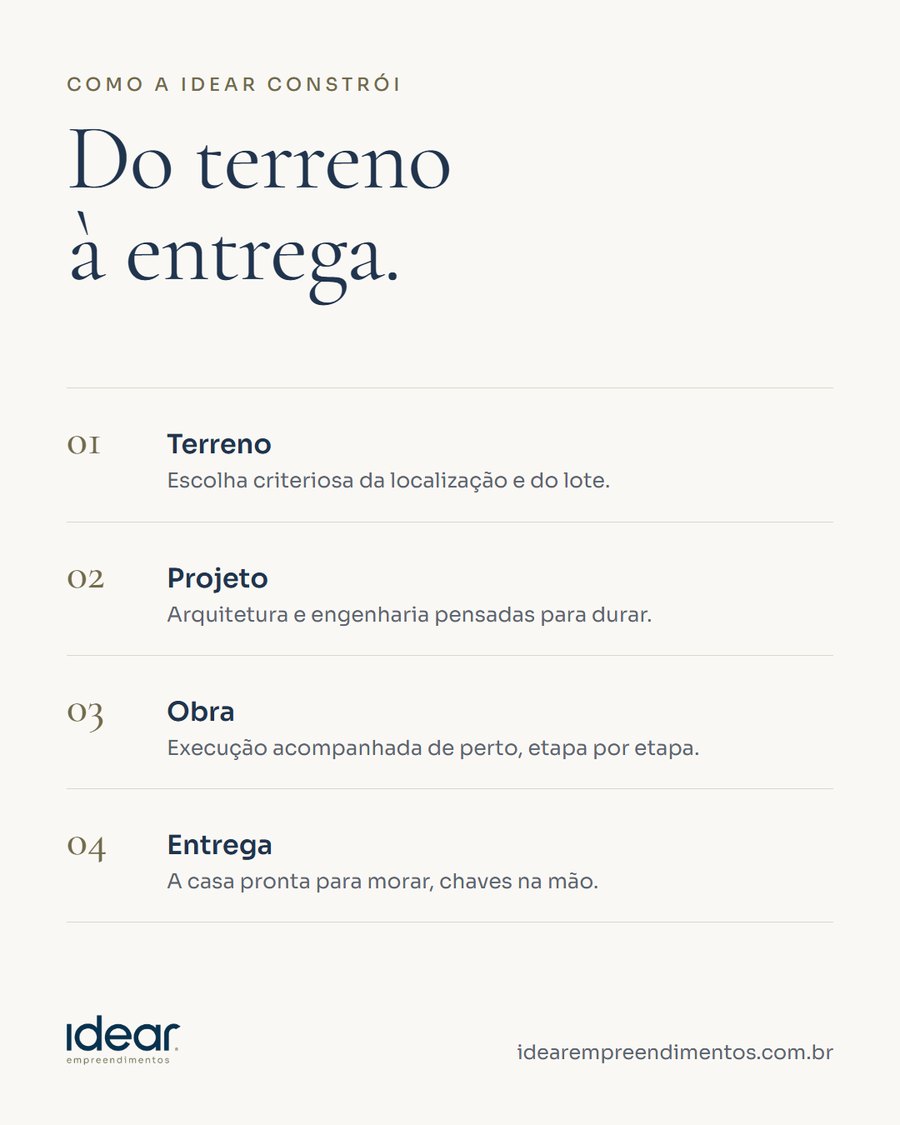 COMO A IDEAR CONSTRÓI
Do terreno
à entrega.
01
Terreno
Escolha criteriosa da localização e do lote.
02
Projeto
Arquitetura e engenharia pensadas para durar.
03
Obra
Execução acompanhada de perto, etapa por etapa.
04
Entrega
A casa pronta para morar, chaves na mão.
idear
empreendimentos
idearempreendimentos.com.br